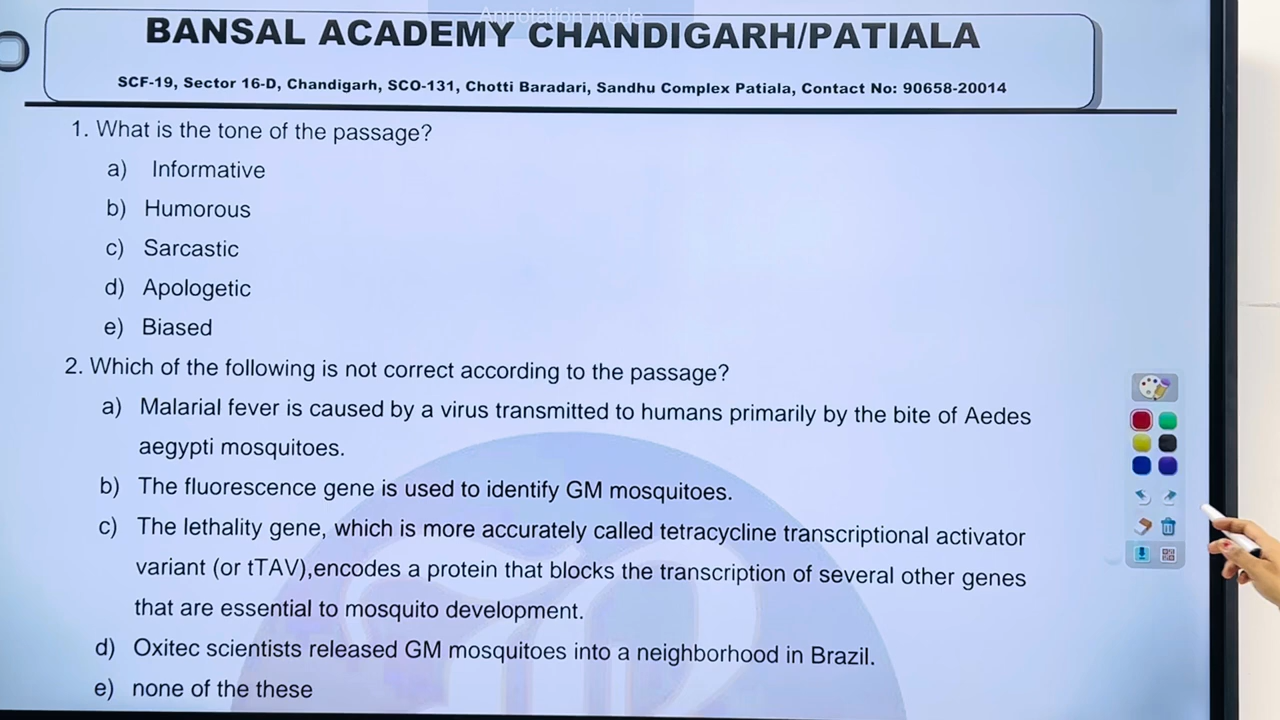 Annotation mode
BANSAL ACADEMY CHANDIGARH/PATIALA
SCF-19, Sector 16-D, Chandigarh, SCO-131, Chotti Baradari, Sandhu Complex Patiala, Contact No: 90658-20014
1. What is the tone of the passage?
a) Informative
b) Humorous
c) Sarcastic
d) Apologetic
e) Biased
2. Which of the following is not correct according to the passage?
a) Malarial fever is caused by a virus transmitted to humans primarily by the bite of Aedes
aegypti mosquitoes.
b) The fluorescence gene is used to identify GM mosquitoes.
c) The lethality gene, which is more accurately called tetracycline transcriptional activator
variant (or tTAV),encodes a protein that blocks the transcription of several other genes
that are essential to mosquito development.
d) Oxitec scientists released GM mosquitoes into a neighborhood in Brazil.
e) none of the these